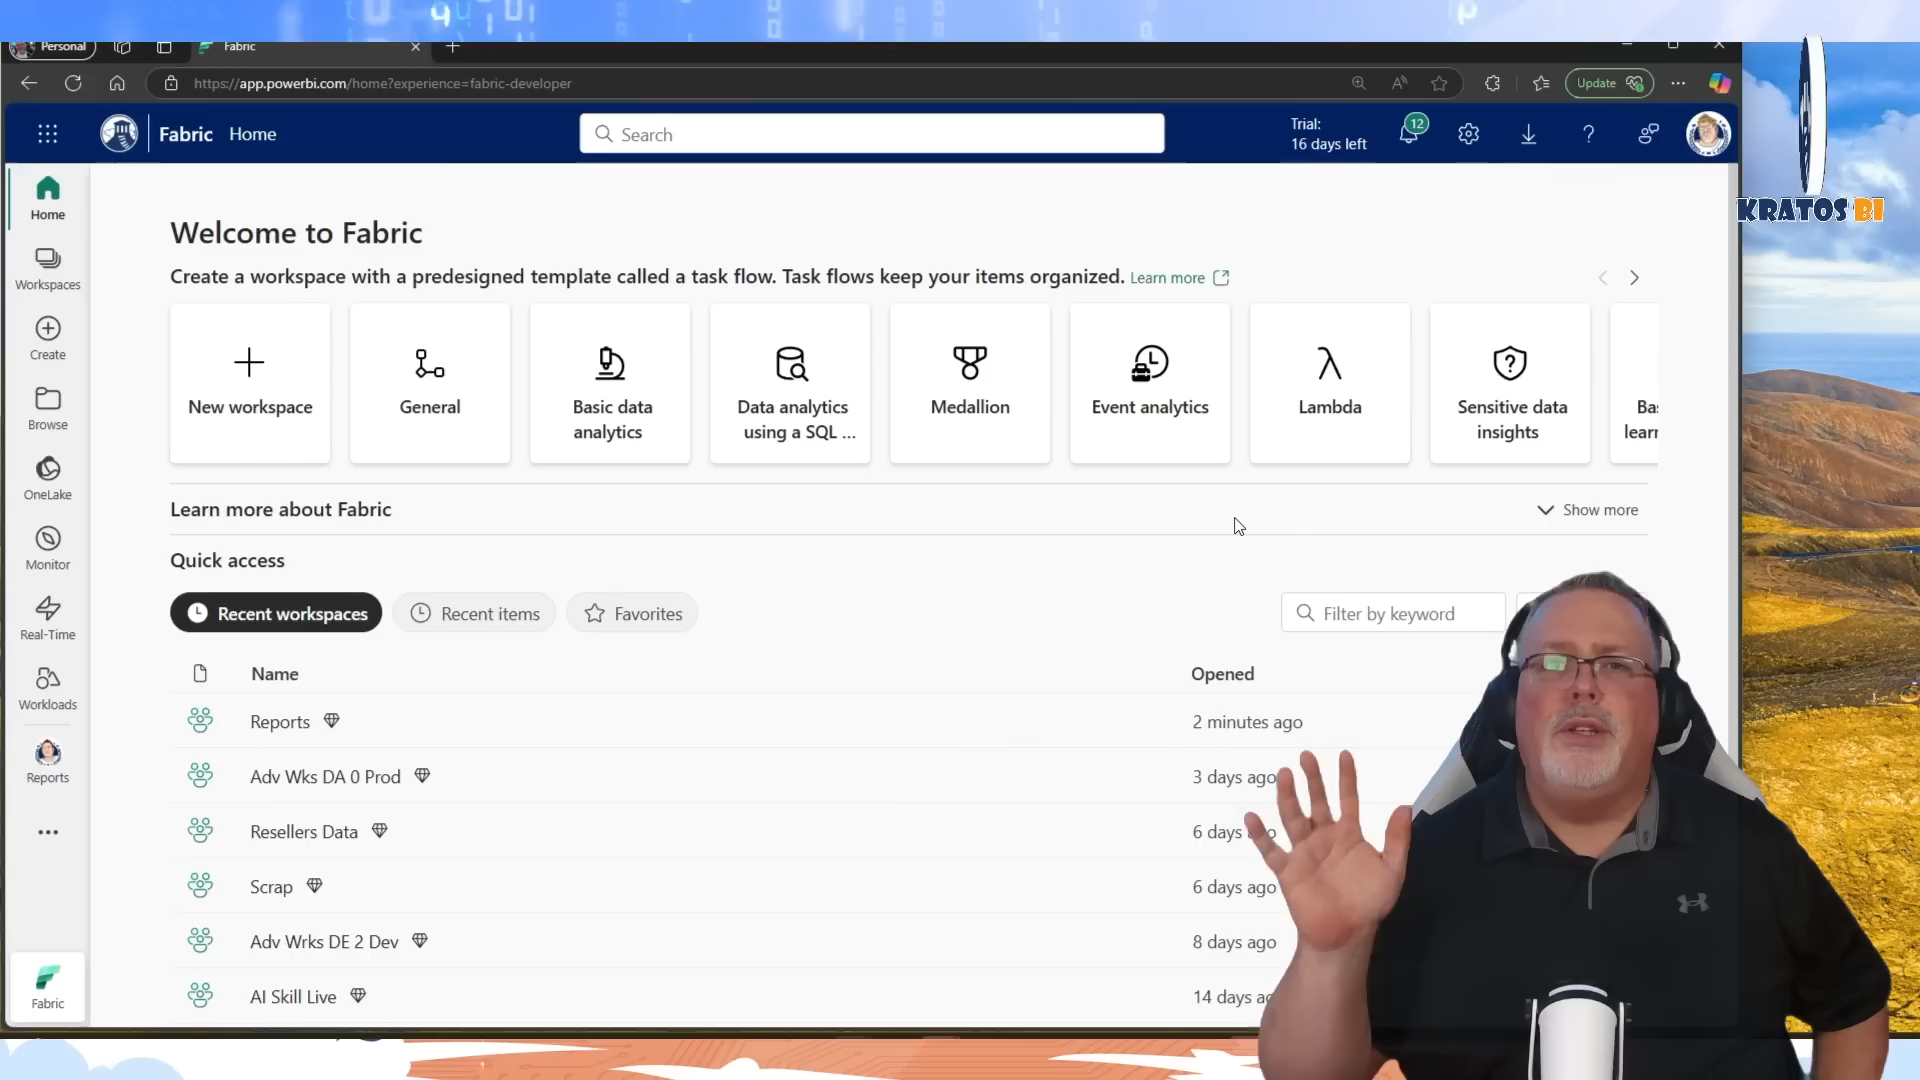 Personal
Fabric
https://app.powerbi.com/home?experience=fabric-developer
Update
Fabric Home
Search
Trial:
16 days left
12
KRATOS BI
Home
Workspaces
Create
Browse
OneLake
Monitor
Real-Time
Workloads
Reports
Fabric
Welcome to Fabric
Create a workspace with a predesigned template called a task flow. Task flows keep your items organized. Learn more
New workspace
General
Basic data
analytics
Data analytics
using a SQL ...
Medallion
Event analytics
Lambda
Sensitive data
insights
Learn more about Fabric
Show more
Quick access
Recent workspaces
Recent items
Favorites
Filter by keyword
Name Opened
Reports 2 minutes ago
Adv Wks DA 0 Prod 3 days ago
Resellers Data 6 days ago
Scrap 6 days ago
Adv Wrks DE 2 Dev 8 days ago
AI Skill Live 14 days